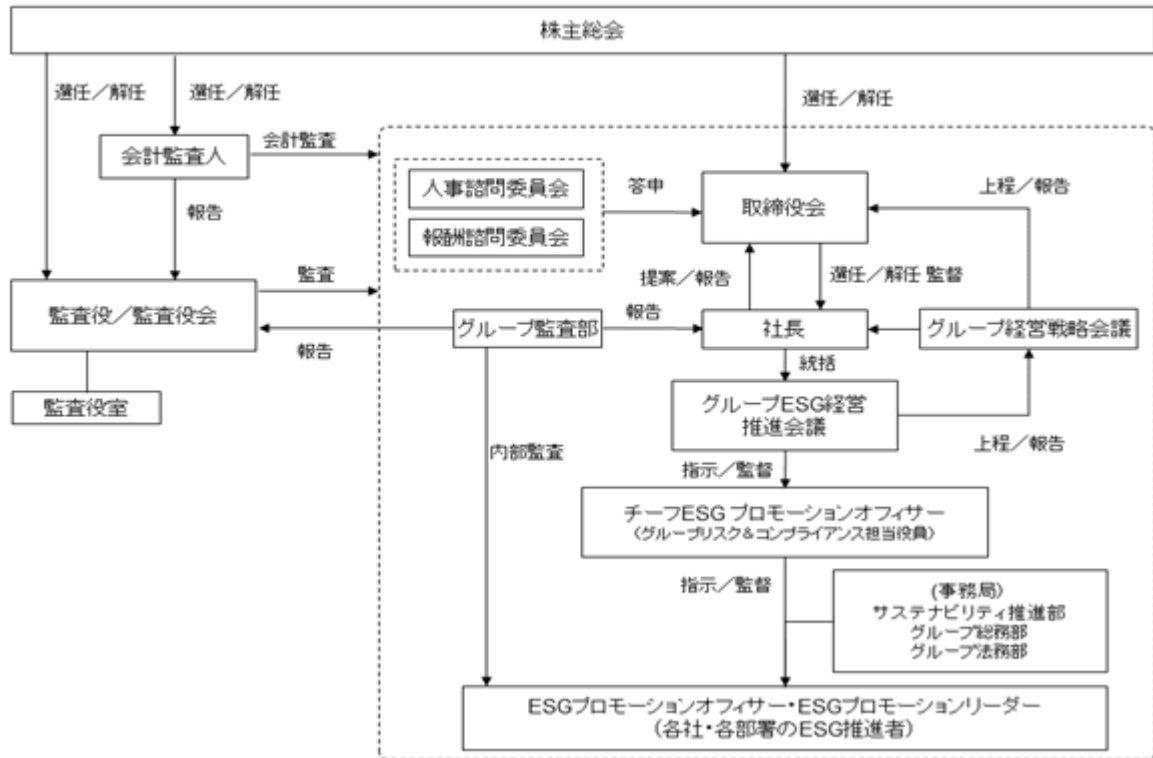 株主総会
選任／解任
選任／解任
選任／解任
会計監査人
会計監査
人事諮問委員会
報酬諮問委員会
答申
取締役会
上程／報告
報告
監査
提案／報告
選任／解任 監督
監査役／監査役会
グループ監査部
報告
社長
グループ経営戦略会議
報告
統括
監査役室
グループESG経営
推進会議
上程／報告
内部監査
指示／監督
チーフESG プロモーションオフィサー
〈グループリスク＆コンプライアンス担当役員〉
指示／監督
(事務局)
サステナビリティ推進部
グループ総務部
グループ法務部
ESGプロモーションオフィサー・ESGプロモーションリーダー
（各社・各部署のESG推進者）